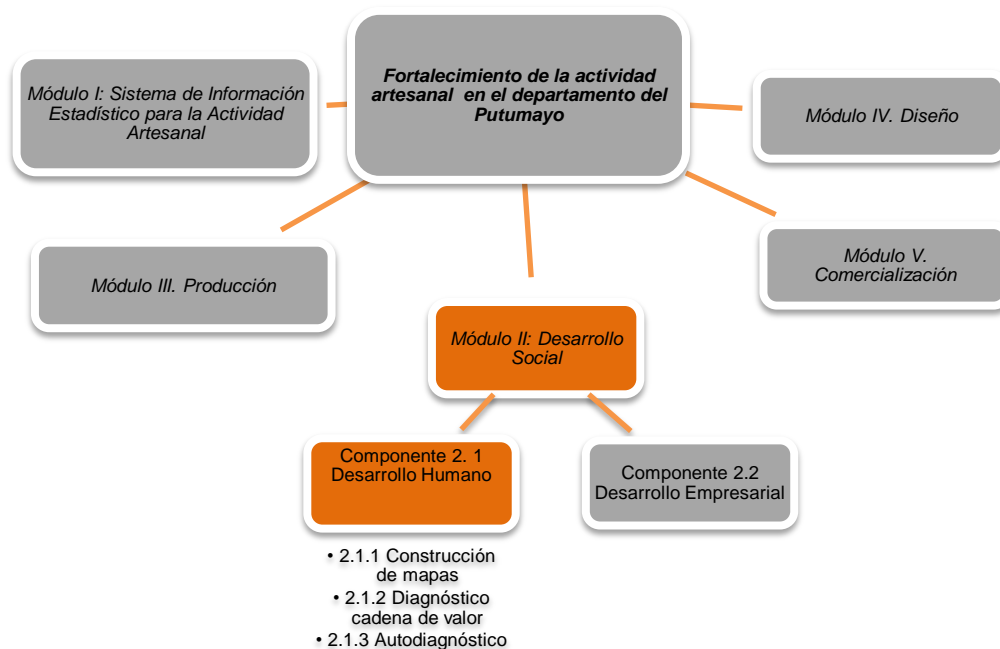 Fortalecimiento de la actividad
artesanal en el departamento del
Putumayo
Módulo I: Sistema de Información
Estadístico para la Actividad
Artesanal
Módulo IV. Diseño
Módulo III. Producción
Módulo V.
Comercialización
Módulo II: Desarrollo
Social
Componente 2. 1
Desarrollo Humano
Componente 2.2
Desarrollo Empresarial
• 2.1.1 Construcción
de mapas
• 2.1.2 Diagnóstico
cadena de valor
• 2.1.3 Autodiagnóstico